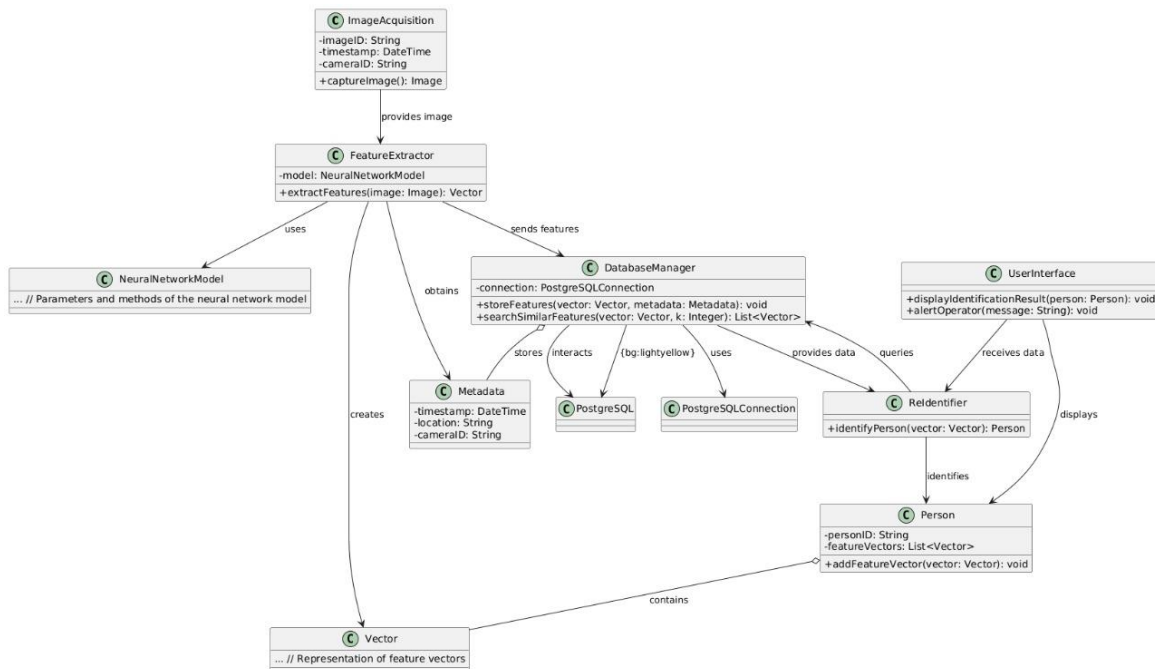 C ImageAcquisition
-imageID: String
-timestamp: DateTime
-cameraID: String
+captureImage(): Image
provides image
C FeatureExtractor
-model: NeuralNetworkModel
+extractFeatures(image: Image): Vector
uses
sends features
C NeuralNetworkModel
... // Parameters and methods of the neural network model
obtains
C DatabaseManager
-connection: PostgreSQLConnection
+storeFeatures(vector: Vector, metadata: Metadata): void
+searchSimilarFeatures(vector: Vector, k: Integer): List<Vector>
C UserInterface
+displayIdentificationResult(person: Person): void
+alertOperator(message: String): void
stores
interacts
{bg:lightyellow}
uses
provides data
queries
receives data
creates
C Metadata
-timestamp: DateTime
-location: String
-cameraID: String
C PostgreSQL
C PostgreSQLConnection
C ReIdentifier
+identifyPerson(vector: Vector): Person
displays
identifies
C Person
-personID: String
-featureVectors: List<Vector>
+addFeatureVector(vector: Vector): void
contains
C Vector
... // Representation of feature vectors